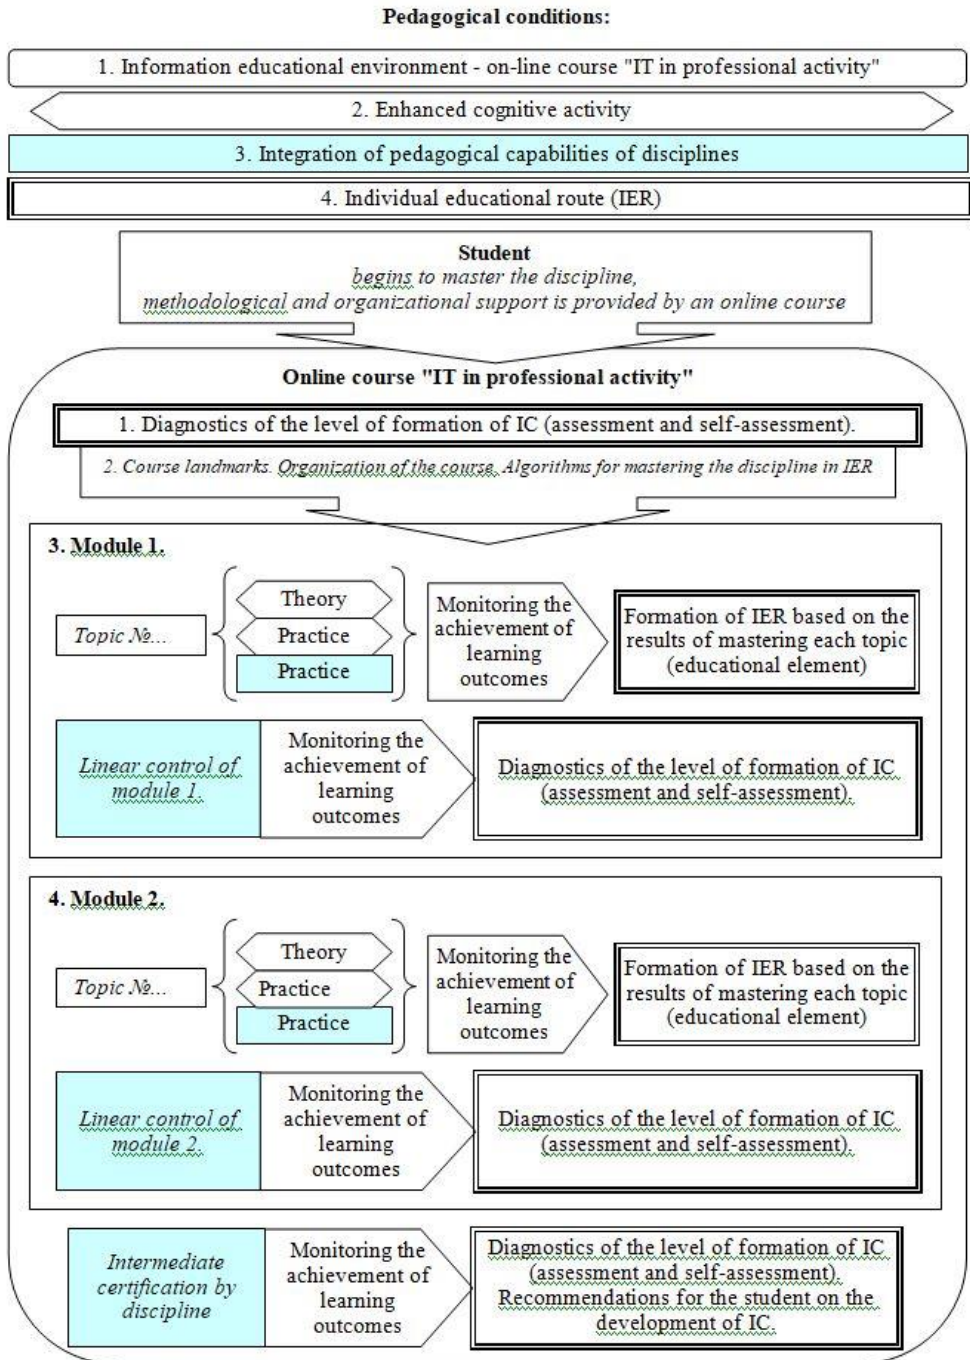 Pedagogical conditions:
1. Information educational environment - on-line course "IT in professional activity"
2. Enhanced cognitive activity
3. Integration of pedagogical capabilities of disciplines
4. Individual educational route (IER)
Student
begins to master the discipline,
methodological and organizational support is provided by an online course
Online course "IT in professional activity"
1. Diagnostics of the level of formation of IC (assessment and self-assessment).
2. Course landmarks. Organization of the course. Algorithms for mastering the discipline in IER
3. Module 1.
Topic №...
Theory
Practice
Practice
Monitoring the
achievement of
learning
outcomes
Formation of IER based on the
results of mastering each topic
(educational element)
Linear control of
module 1.
Monitoring the
achievement of
learning
outcomes
Diagnostics of the level of formation of IC
(assessment and self-assessment).
4. Module 2.
Topic №...
Theory
Practice
Practice
Monitoring the
achievement of
learning
outcomes
Formation of IER based on the
results of mastering each topic
(educational element)
Linear control of
module 2.
Monitoring the
achievement of
learning
outcomes
Diagnostics of the level of formation of IC
(assessment and self-assessment).
Intermediate
certification by
discipline
Monitoring the
achievement of
learning
outcomes
Diagnostics of the level of formation of IC
(assessment and self-assessment).
Recommendations for the student on the
development of IC.